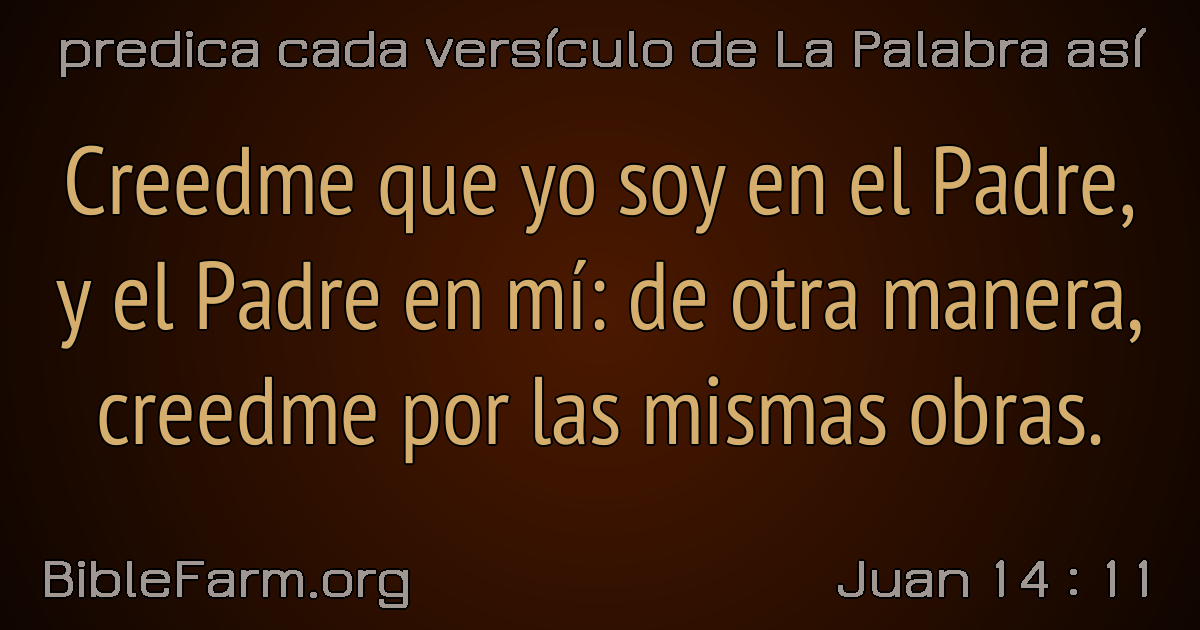 predica cada versículo de La Palabra así
Creedme que yo soy en el Padre,
y el Padre en mí: de otra manera,
creedme por las mismas obras.
BibleFarm.org
Juan 14 : 11